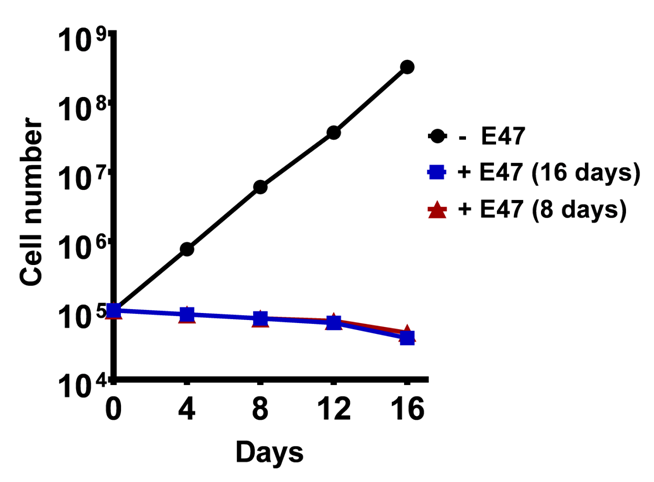 10⁹
10⁸
10⁷
10⁶
10⁵
10⁴
Cell number
0 4 8 12 16
Days
- E47
+ E47 (16 days)
+ E47 (8 days)